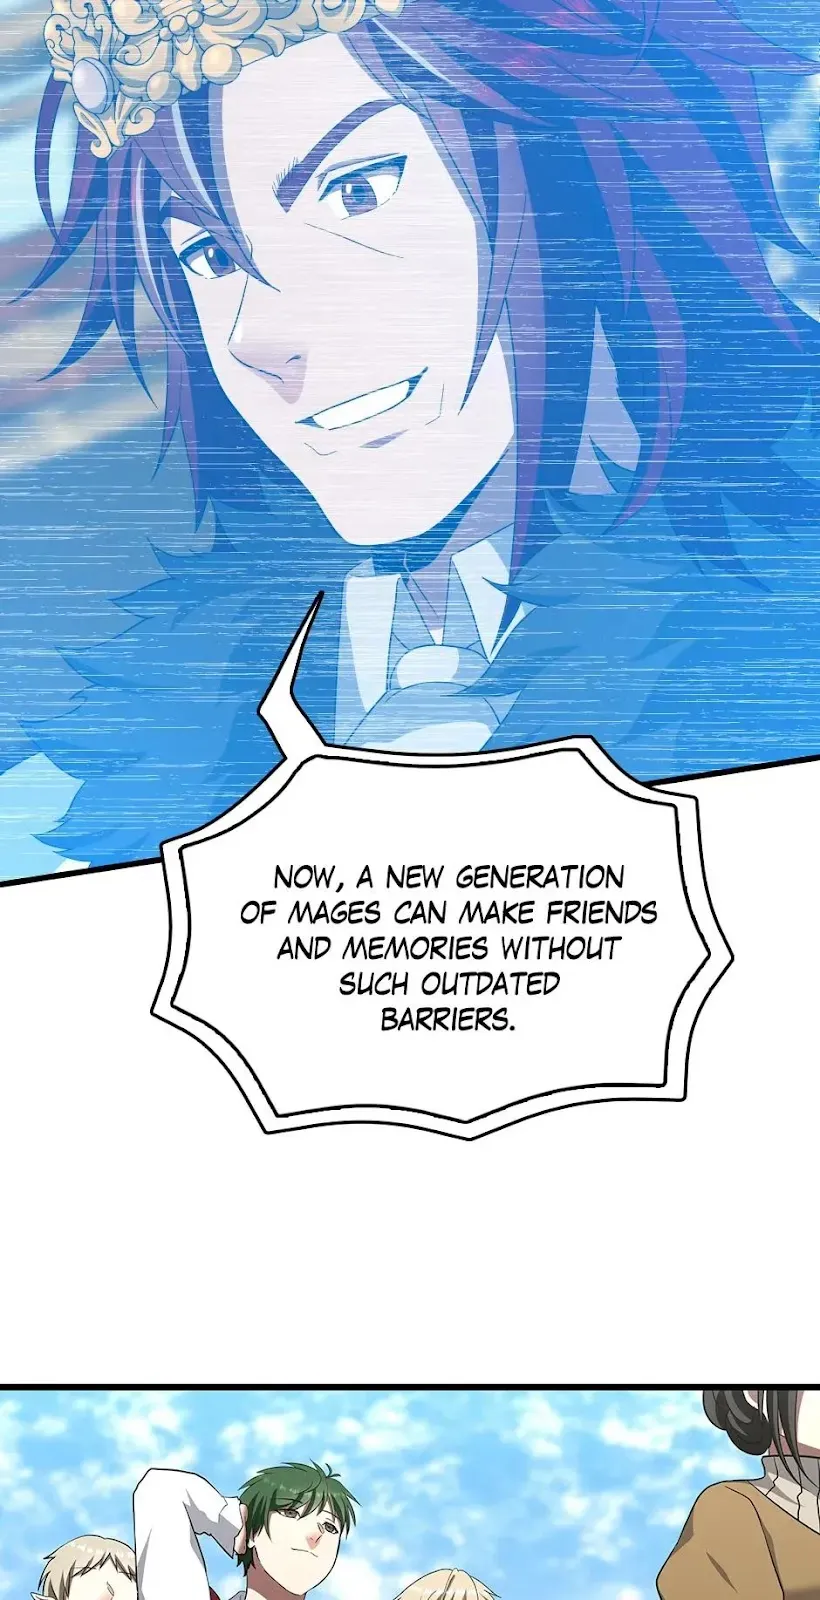 NOW, A NEW GENERATION
OF MAGES CAN MAKE FRIENDS
AND MEMORIES WITHOUT
SUCH OUTDATED
BARRIERS.